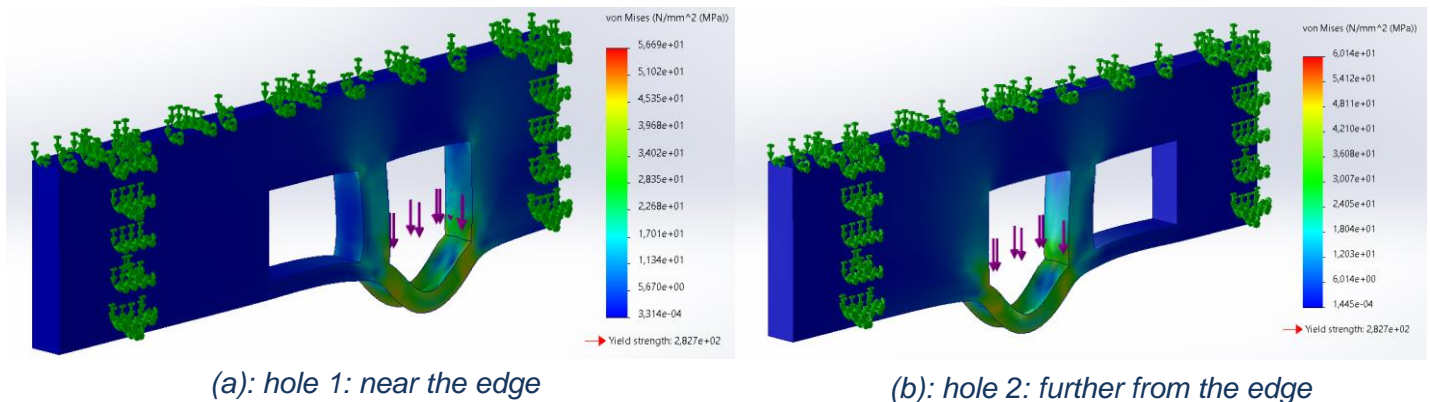 von Mises (N/mm^2 (MPa))
5,669e+01
5,102e+01
4,535e+01
3,968e+01
3,402e+01
2,835e+01
2,268e+01
1,701e+01
1,134e+01
5,670e+00
3,314e-04
Yield strength: 2,827e+02
(a): hole 1: near the edge
von Mises (N/mm^2 (MPa))
6,014e+01
5,412e+01
4,811e+01
4,210e+01
3,608e+01
3,007e+01
2,405e+01
1,804e+01
1,203e+01
6,014e+00
1,445e-04
Yield strength: 2,827e+02
(b): hole 2: further from the edge